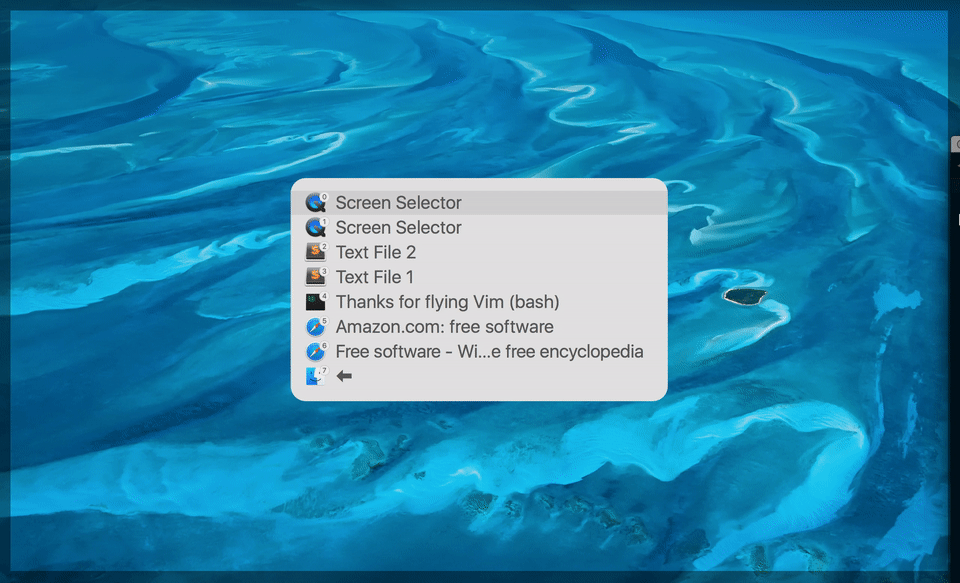 0 Screen Selector
1 Screen Selector
2 Text File 2
3 Text File 1
4 Thanks for flying Vim (bash)
5 Amazon.com: free software
6 Free software - Wi...e free encyclopedia
7 ⬅